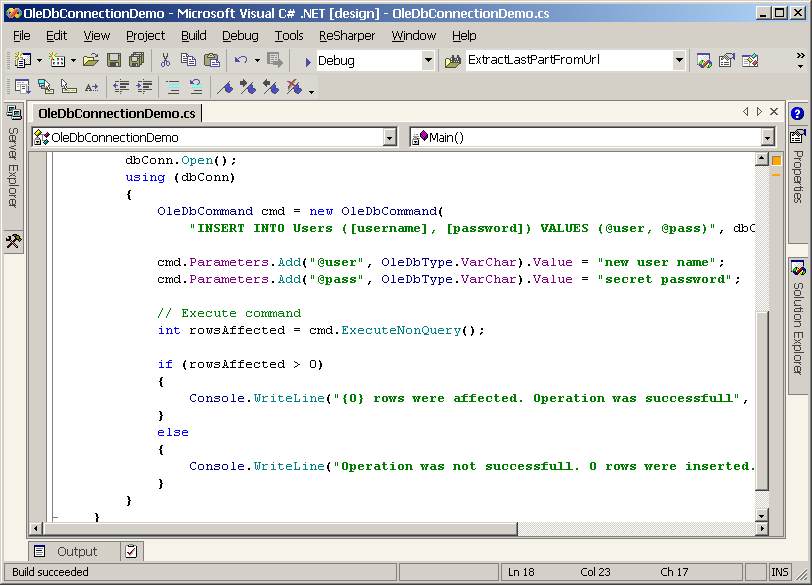 OleDbConnectionDemo - Microsoft Visual C# .NET [design] - OleDbConnectionDemo.cs
File Edit View Project Build Debug Tools ReSharper Window Help
Debug ExtractLastPartFromUrl
OleDbConnectionDemo.cs
OleDbConnectionDemo Main()
Server Explorer
dbConn.Open();
using (dbConn)
{
OleDbCommand cmd = new OleDbCommand(
"INSERT INTO Users ([username], [password]) VALUES (@user, @pass)", dbC
cmd.Parameters.Add("@user", OleDbType.VarChar).Value = "new user name";
cmd.Parameters.Add("@pass", OleDbType.VarChar).Value = "secret password";
// Execute command
int rowsAffected = cmd.ExecuteNonQuery();
if (rowsAffected > 0)
{
Console.WriteLine("{0} rows were affected. Operation was successfull",
}
else
{
Console.WriteLine("Operation was not successfull. 0 rows were inserted.
}
}
}
Properties
Solution Explorer
Output
Build succeeded Ln 18 Col 23 Ch 17 INS